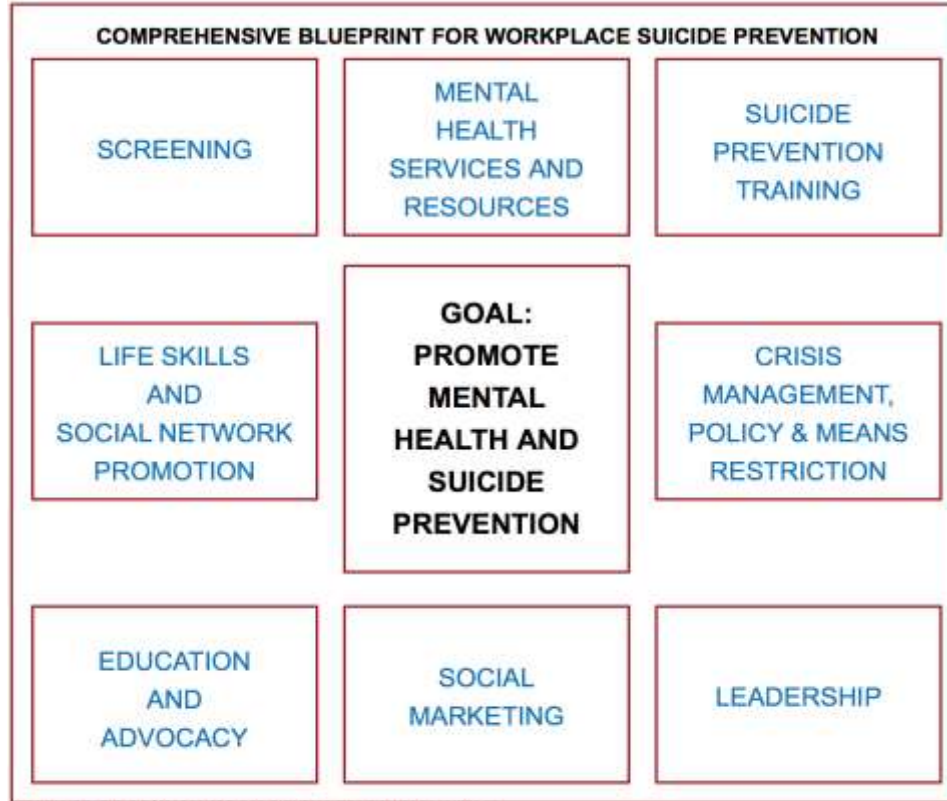 COMPREHENSIVE BLUEPRINT FOR WORKPLACE SUICIDE PREVENTION
SCREENING
MENTAL
HEALTH
SERVICES AND
RESOURCES
SUICIDE
PREVENTION
TRAINING
LIFE SKILLS
AND
SOCIAL NETWORK
PROMOTION
GOAL:
PROMOTE
MENTAL
HEALTH AND
SUICIDE
PREVENTION
CRISIS
MANAGEMENT,
POLICY & MEANS
RESTRICTION
EDUCATION
AND
ADVOCACY
SOCIAL
MARKETING
LEADERSHIP